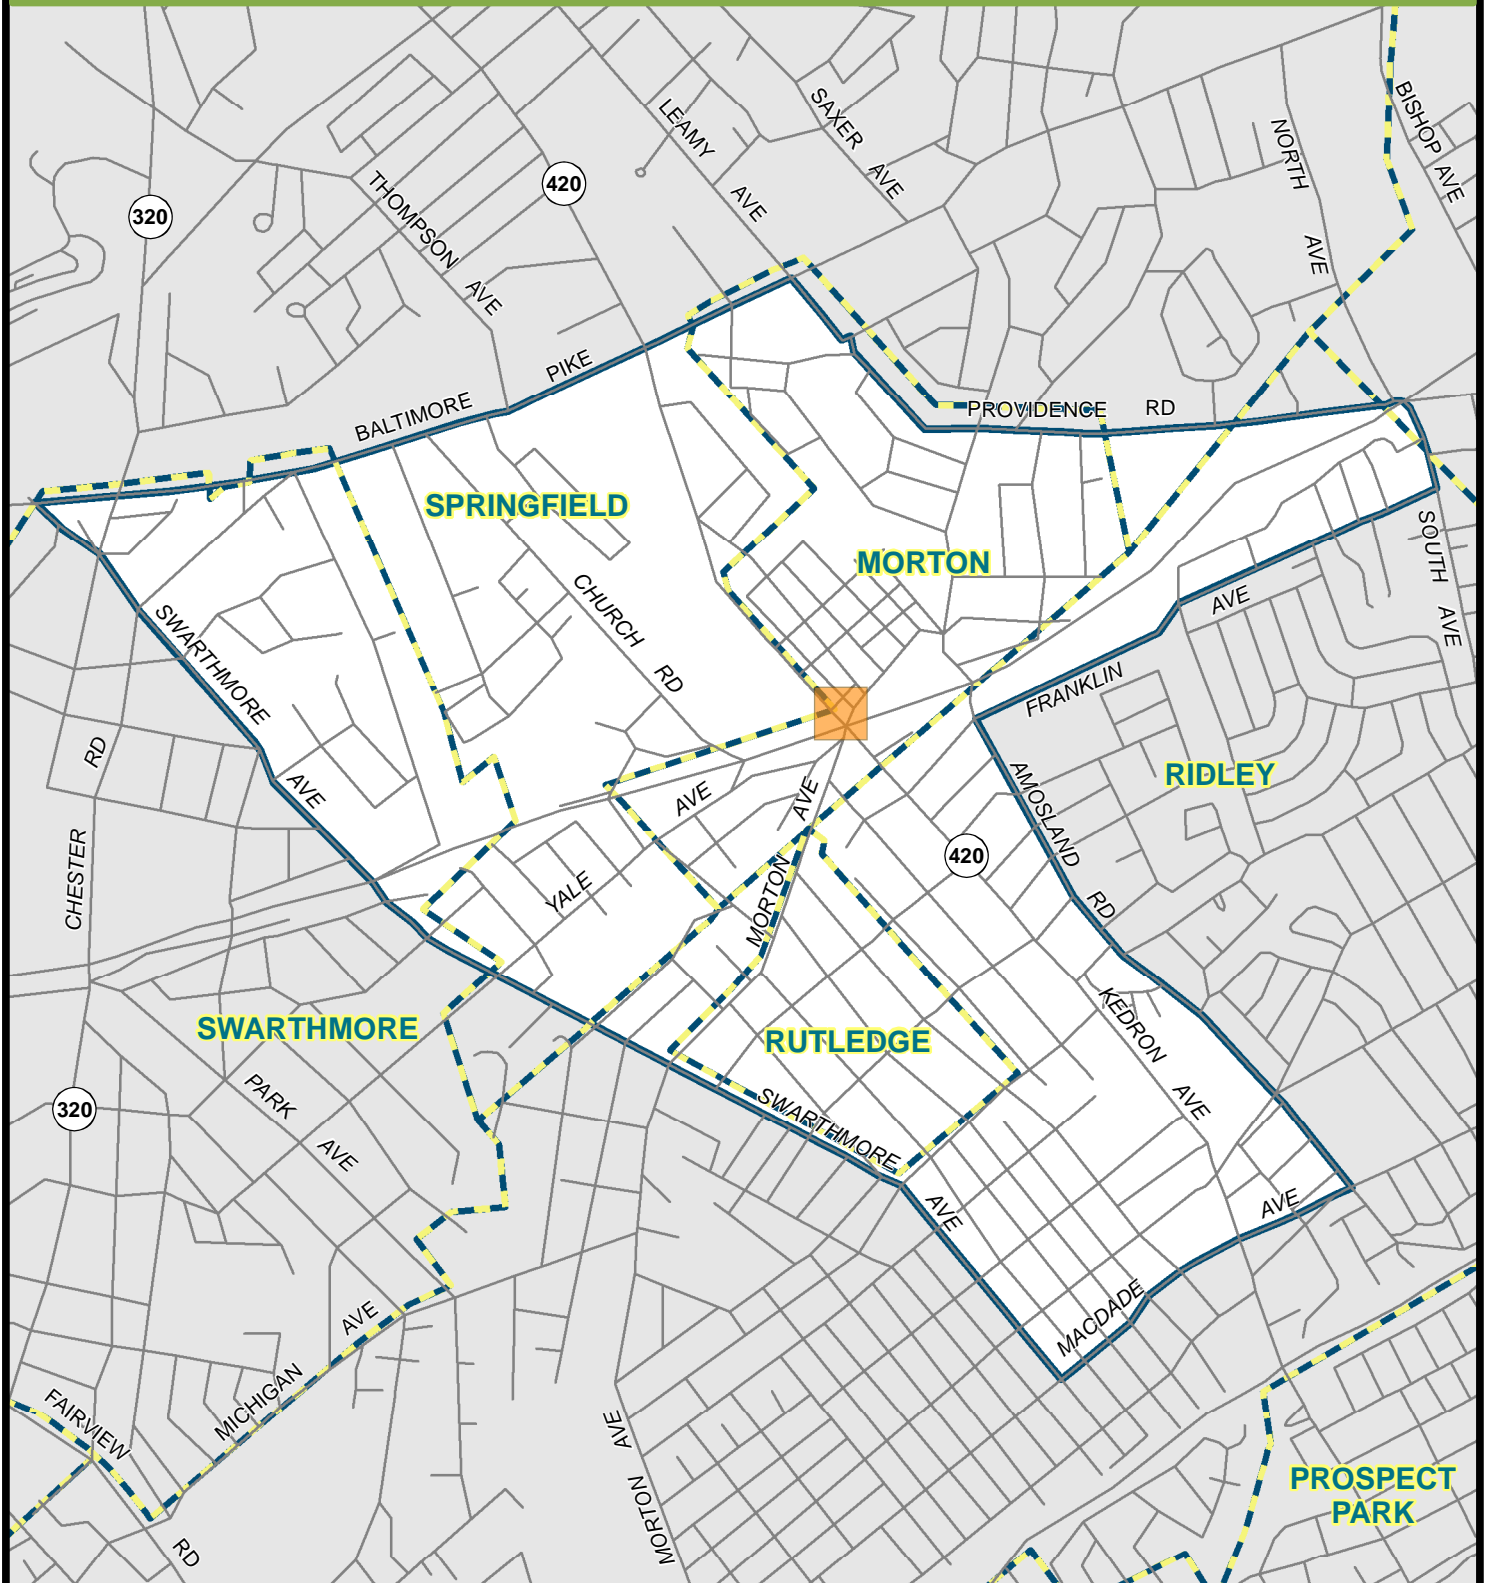 BISHOP AVE
SAXER AVE
LEAMY AVE
NORTH AVE
420
THOMPSON AVE
320
PIKE
BALTIMORE
PROVIDENCE RD
SPRINGFIELD
SOUTH AVE
MORTON
CHURCH RD
AVE
SWARTHMORE AVE
FRANKLIN
RD
RIDLEY
AMOSLAND RD
AVE
AVE
420
CHESTER
YALE
MORTON
KEDRON AVE
SWARTHMORE
RUTLEDGE
PARK AVE
320
SWARTHMORE AVE
AVE
MACDADE
AVE
MICHIGAN
FAIRVIEW RD
AVE
MORTON
PROSPECT
PARK